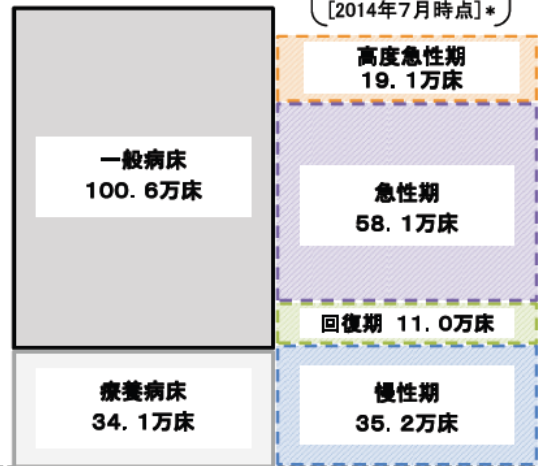 [2014年7月時点]*
一般病床
100.6万床
療養病床
34.1万床
高度急性期
19.1万床
急性期
58.1万床
回復期 11.0万床
慢性期
35.2万床